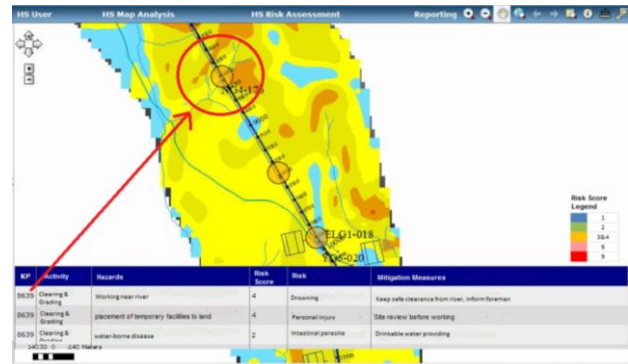 HS User HS Map Analysis HS Risk Assessment Reporting
NG4-176
ELG1-018
Risk Score
Legend
1
2
3&4
6
9
KP Activity Hazards Risk Score Risk Mitigation Measures
8639 Clearing & Grading Working near river 4 Drowning Keep safe clearance from river, inform foreman
8639 Clearing & Grading placement of temporary facilities to land 4 Personel injury Site review before working
8639 Clearing & Grading water-borne disease 2 Intestinal parasite Drinkable water providing
Meters